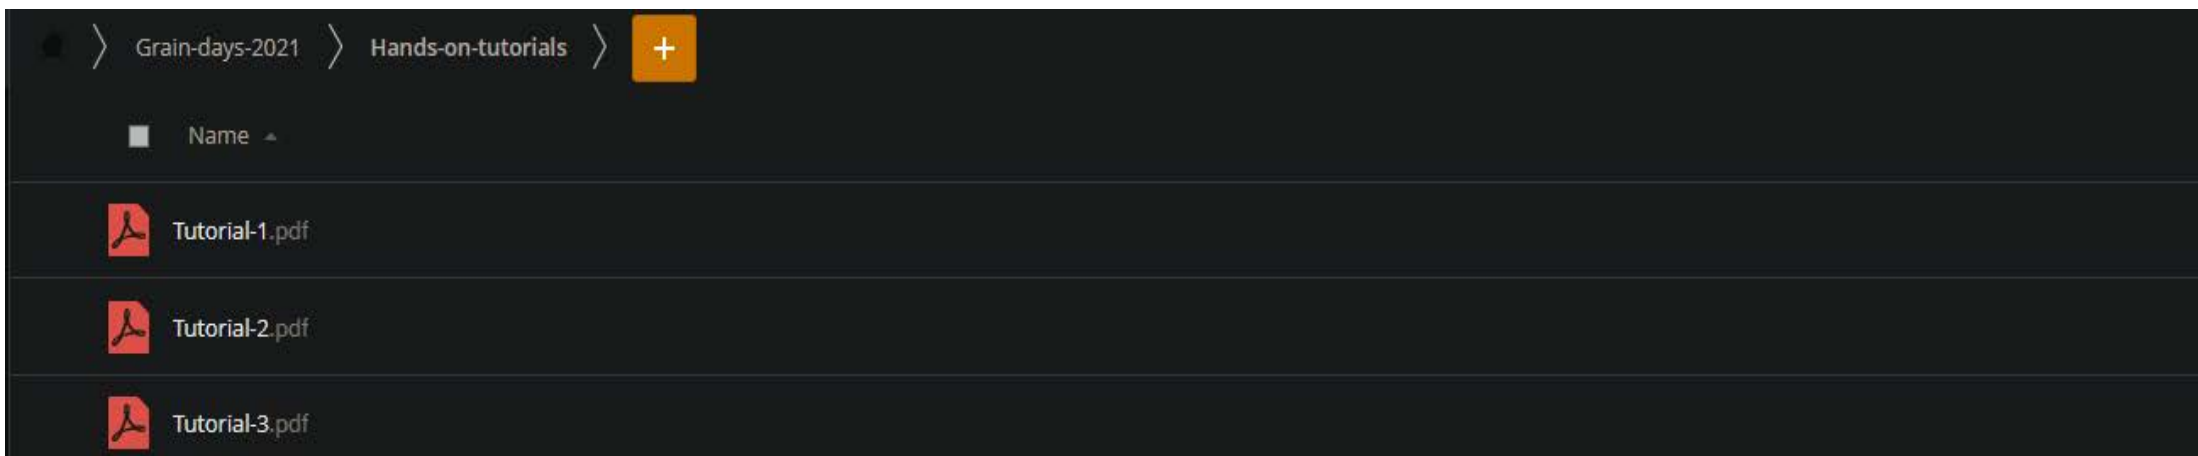 Grain-days-2021 Hands-on-tutorials +
Name
Tutorial-1.pdf
Tutorial-2.pdf
Tutorial-3.pdf